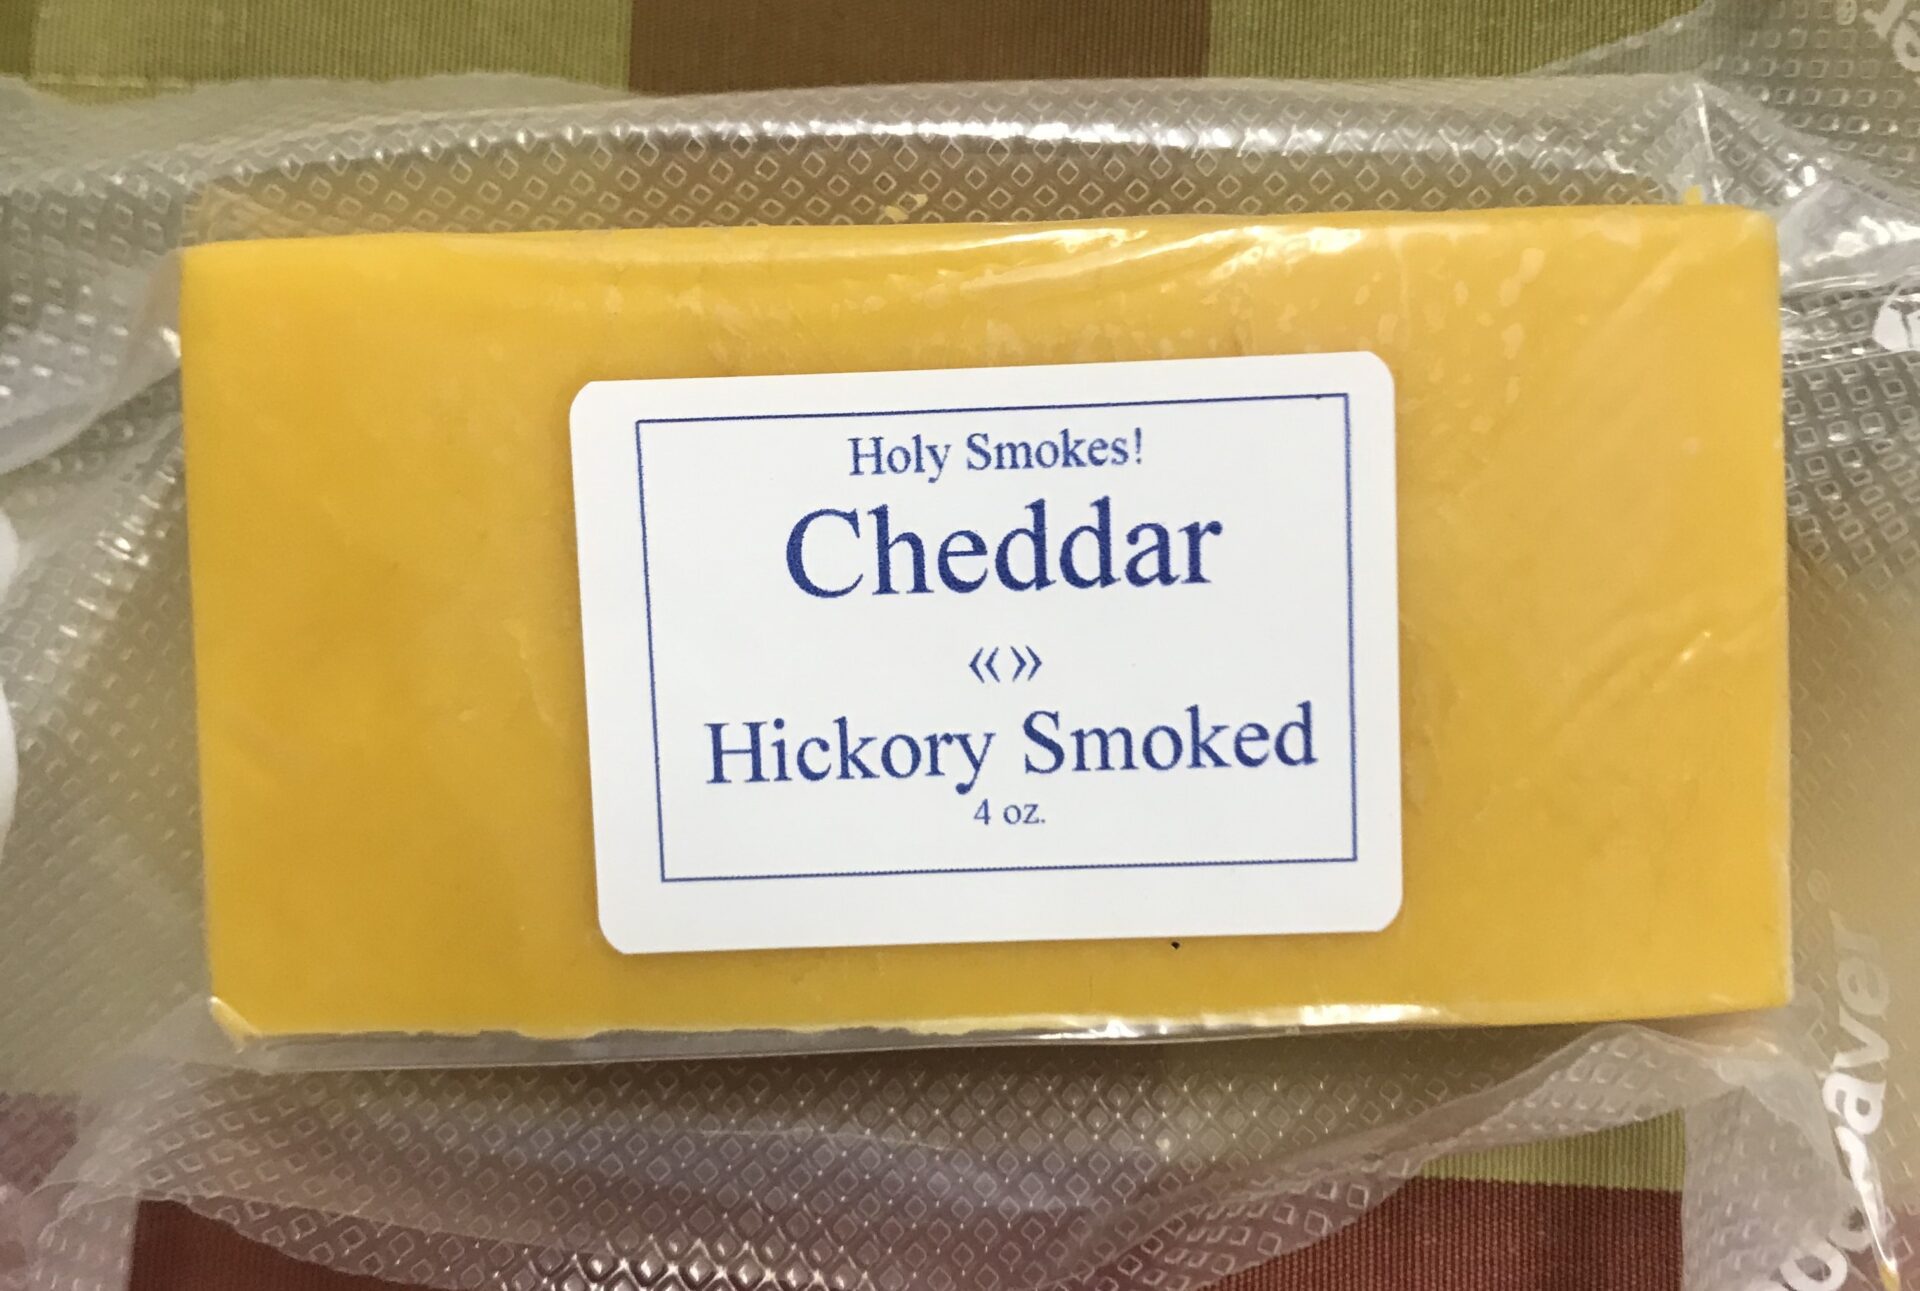 Holy Smokes!
Cheddar
«»
Hickory Smoked
4 oz.